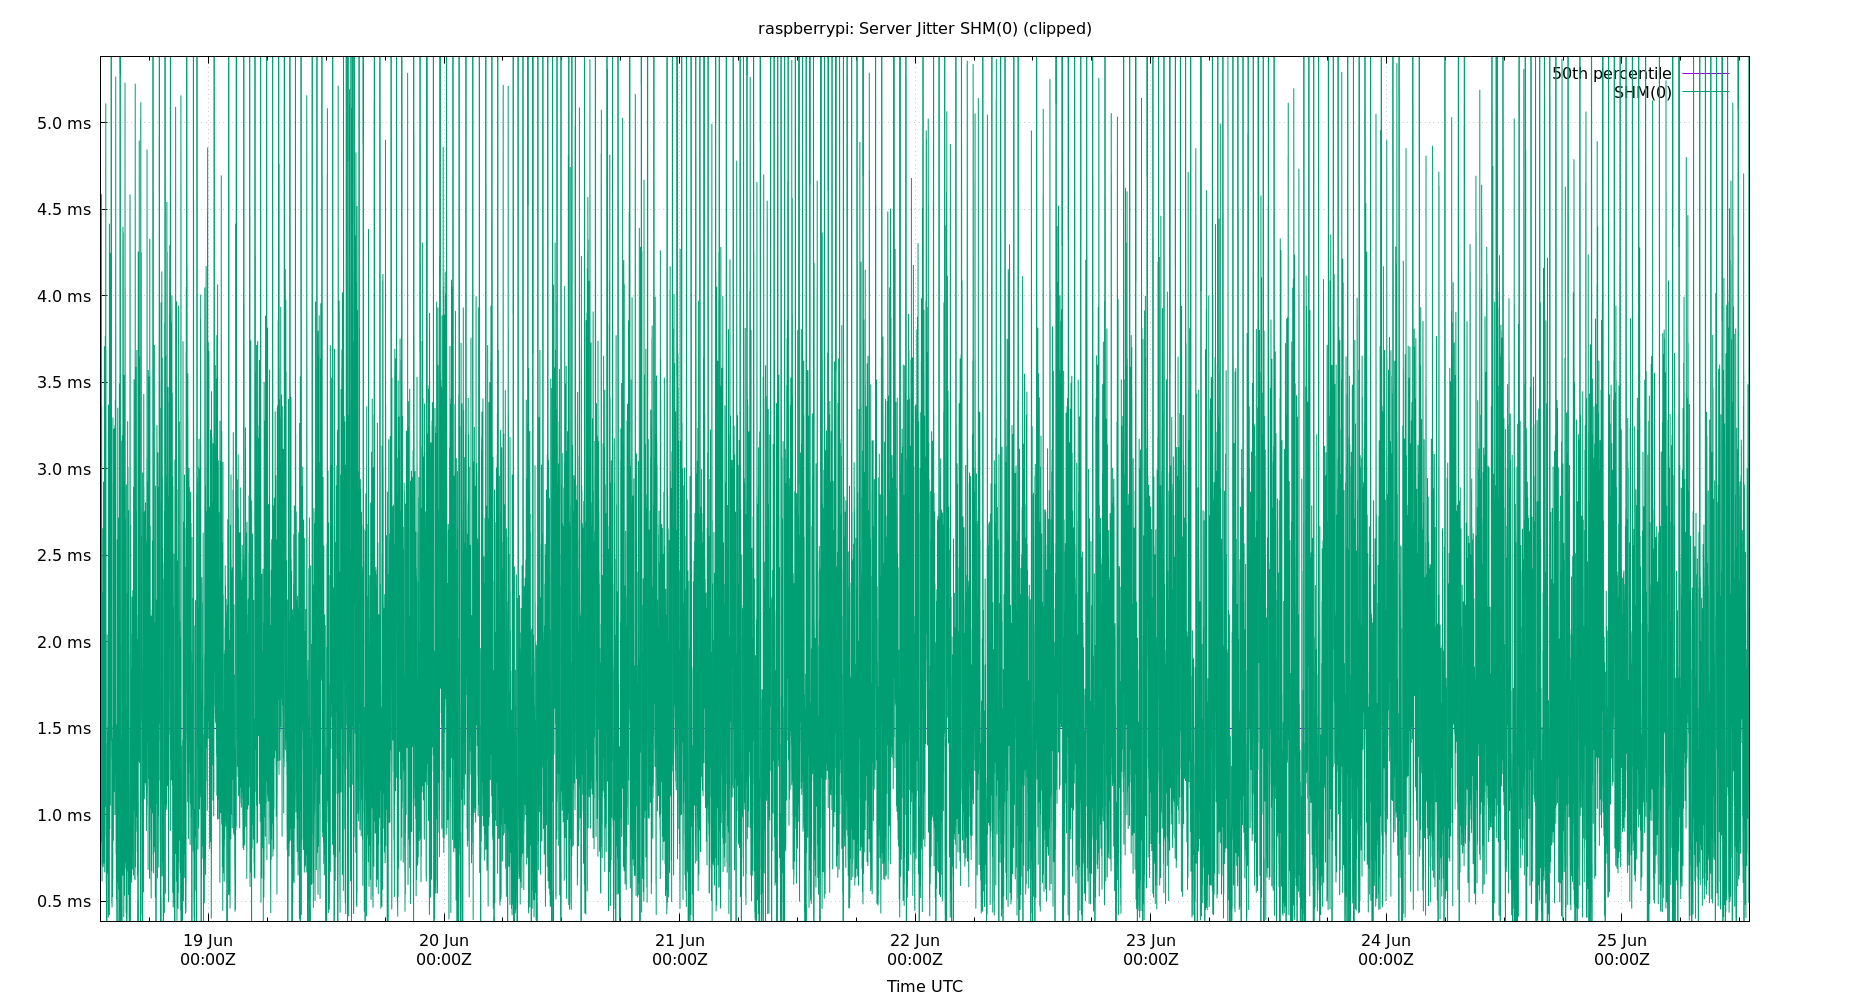 raspberrypi: Server Jitter SHM(0) (clipped)
50th percentile
SHM(0)
5.0 ms
4.5 ms
4.0 ms
3.5 ms
3.0 ms
2.5 ms
2.0 ms
1.5 ms
1.0 ms
0.5 ms
19 Jun 20 Jun 21 Jun 22 Jun 23 Jun 24 Jun 25 Jun
00:00Z 00:00Z 00:00Z 00:00Z 00:00Z 00:00Z 00:00Z
Time UTC